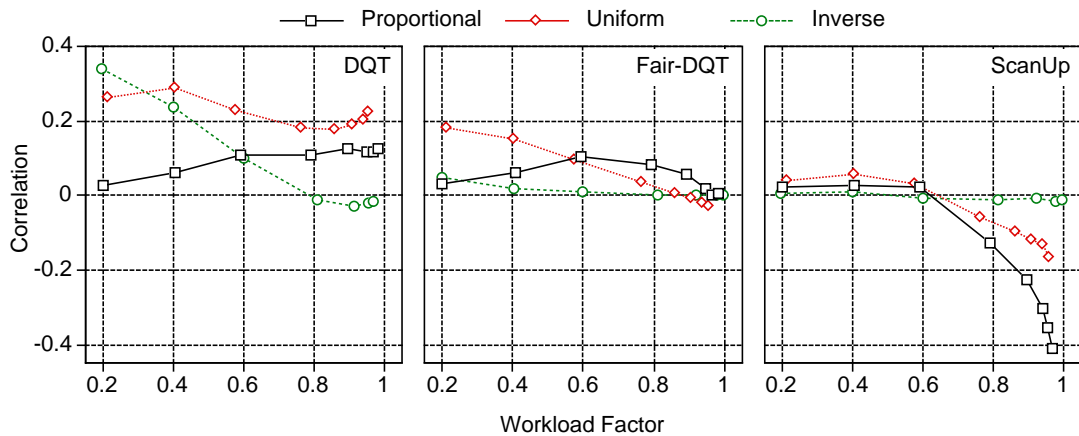 Proportional Uniform Inverse
DQT Fair-DQT ScanUp
0.4
0.2
0
-0.2
-0.4
Correlation
0.2 0.4 0.6 0.8 1 0.2 0.4 0.6 0.8 1 0.2 0.4 0.6 0.8 1
Workload Factor